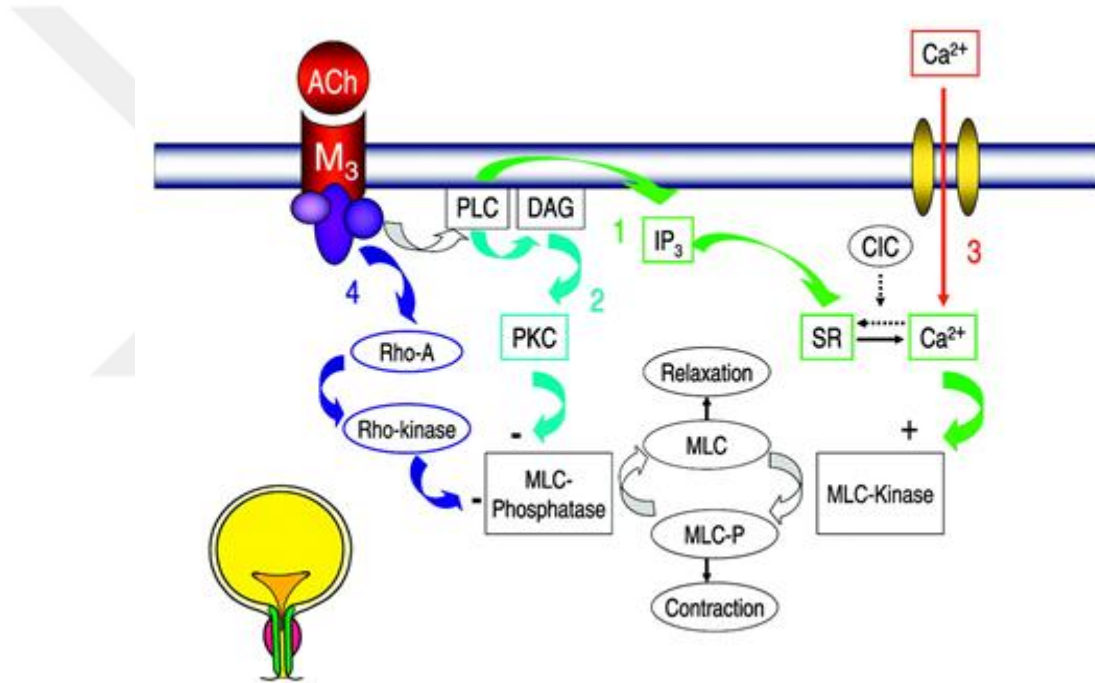 Ca²⁺
ACh
M₃
PLC
DAG
1
IP₃
CIC
3
4
2
SR
Ca²⁺
PKC
Rho-A
Relaxation
Rho-kinase
-
+
MLC
MLC-
Phosphatase
-
MLC-Kinase
MLC-P
Contraction